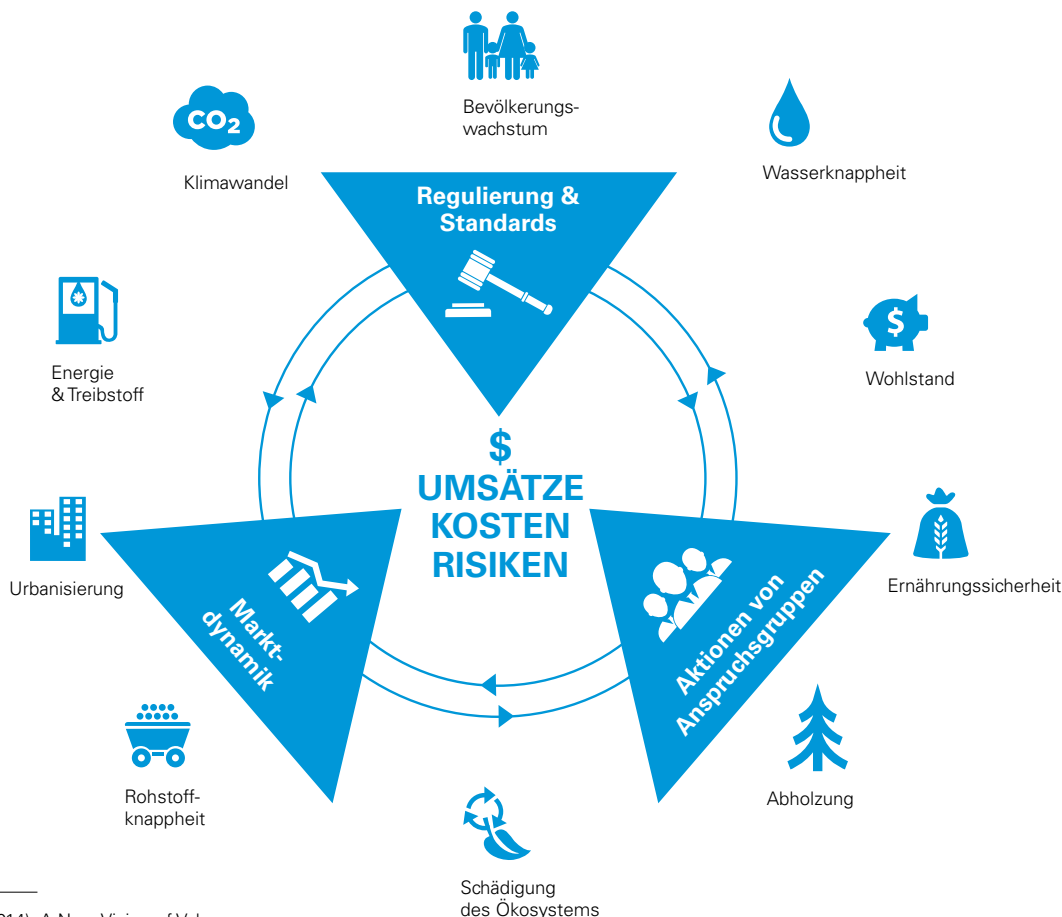 Bevölkerungs-
wachstum
CO2
Klimawandel
Wasserknappheit
Regulierung &
Standards
$
Wohlstand
Energie
& Treibstoff
$
UMSÄTZE
KOSTEN
RISIKEN
Urbanisierung
Ernährungssicherheit
Markt-
dynamik
Aktionen von
Anspruchsgruppen
Rohstoff-
knappheit
Abholzung
Schädigung
des Ökosystems